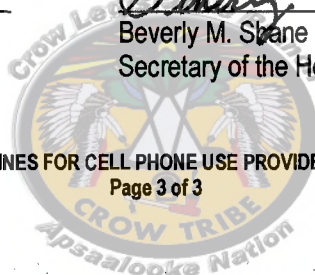 Beverly M. Shane
Secretary of the
INES FOR CELL PHONE USE PROVIDE
Page 3 of 3
Crow
CROW TRIBE
Apsaalooke Nation